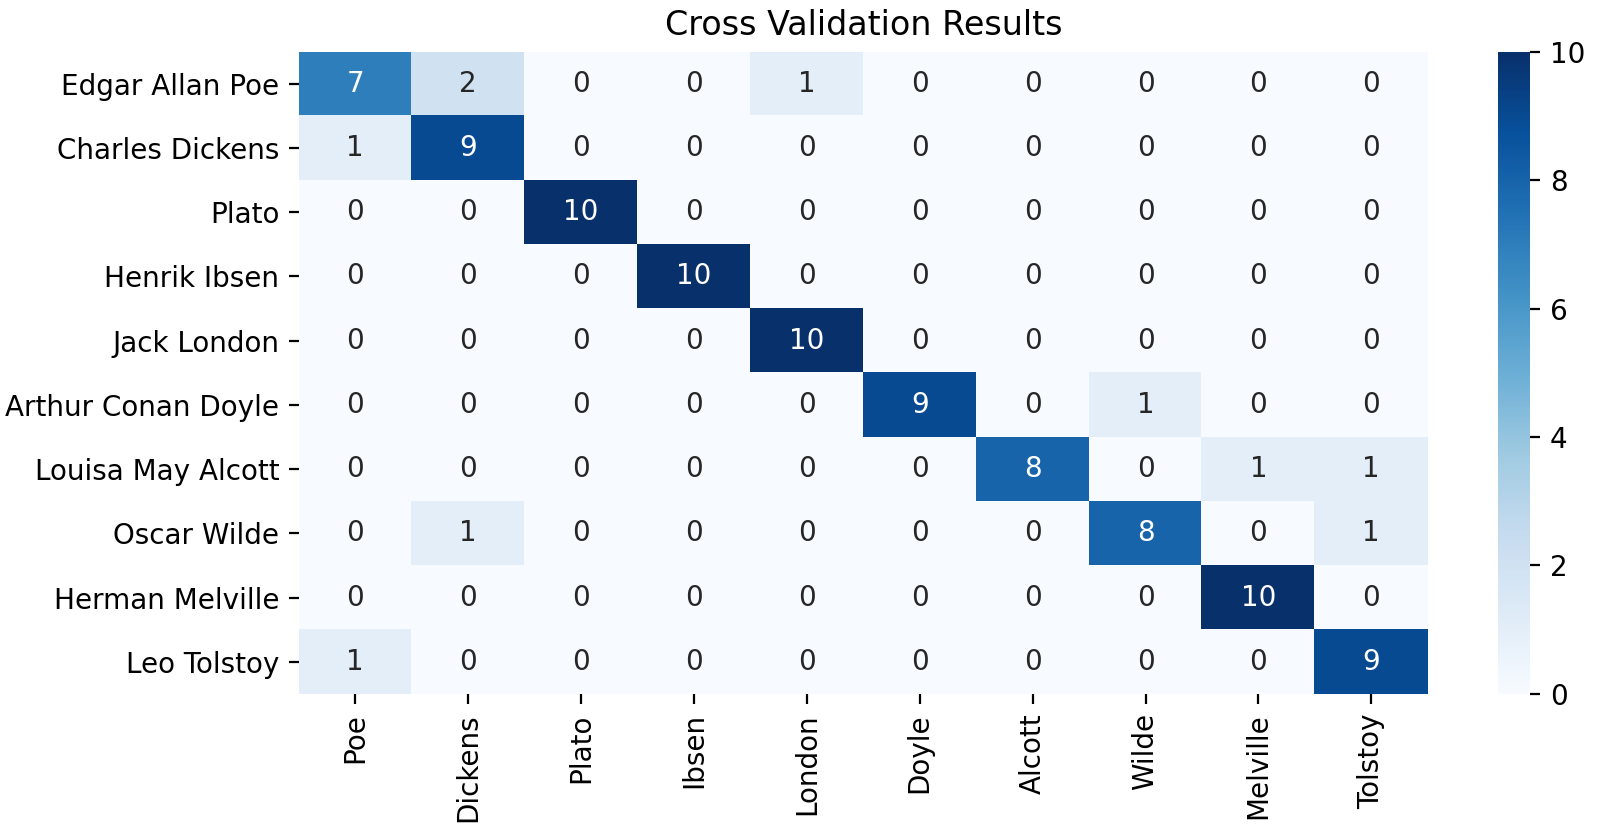 Cross Validation Results
Edgar Allan Poe 7 2 0 0 1 0 0 0 0 0
Charles Dickens 1 9 0 0 0 0 0 0 0 0
Plato 0 0 10 0 0 0 0 0 0 0
Henrik Ibsen 0 0 0 10 0 0 0 0 0 0
Jack London 0 0 0 0 10 0 0 0 0 0
Arthur Conan Doyle 0 0 0 0 0 9 0 1 0 0
Louisa May Alcott 0 0 0 0 0 0 8 0 1 1
Oscar Wilde 0 1 0 0 0 0 0 8 0 1
Herman Melville 0 0 0 0 0 0 0 0 10 0
Leo Tolstoy 1 0 0 0 0 0 0 0 0 9
Poe Dickens Plato Ibsen London Doyle Alcott Wilde Melville Tolstoy
10
8
6
4
2
0